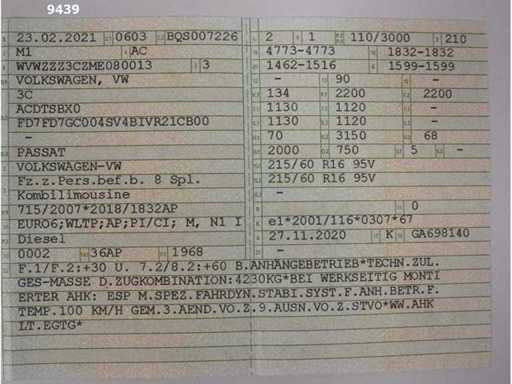 9439
23.02.2021 0603 BQS007226
M1 AC
WVWZZZ3CZME080013 3
VOLKSWAGEN, VW
3C
ACDTSBX0
FD7FD7GC004SV4BIVR21CB00
-
PASSAT
VOLKSWAGEN-VW
Fz.z.Pers.bef.b. 8 Spl.
Kombilimousine
715/2007*2018/1832AP
EURO6;WLTP;AP;PI/CI; M, N1 I
Diesel
0002 36AP 1968
2 1 110/3000 210
4773-4773 1832-1832
1462-1516 1599-1599
- 90 -
134 2200 2200
1130 1120 -
1130 1120 -
70 3150 68
2000 750 5 -
215/60 R16 95V
215/60 R16 95V
-
- 0
e1*2001/116*0307*67
27.11.2020 K GA698140
F.1/F.2:+30 U. 7.2/8.2:+60 B.ANHÄNGEBETRIEB*TECHN.ZUL.
GES-MASSE D.ZUGKOMBINATION:4230KG*BEI WERKSEITIG MONTI
ERTER AHK: ESP M.SPEZ.FAHRDYN.STABI.SYST.F.ANH.BETR.F.
TEMP.100 KM/H GEM.3.AEND.VO.Z.9.AUSN.VO.Z.STVO*WW.AHK
LT.EGTG*